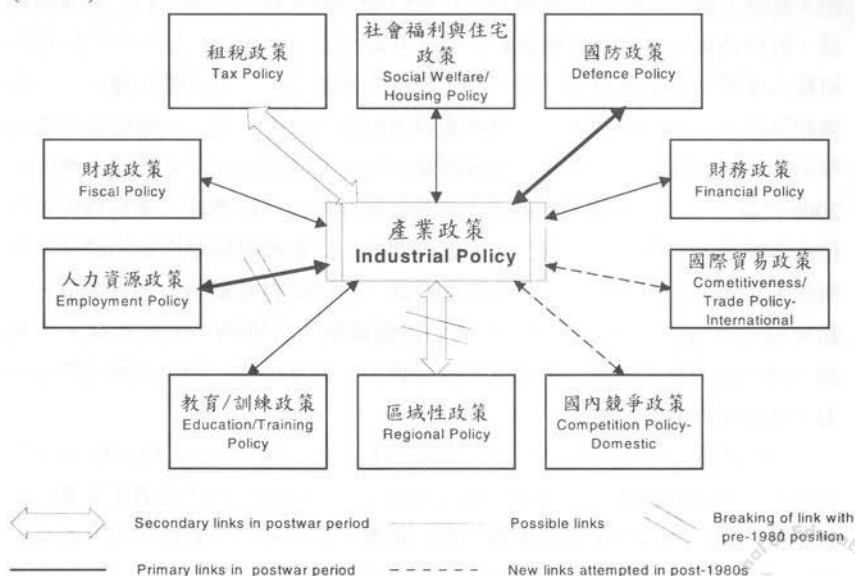 租稅政策
Tax Policy
社會福利與住宅
政策
Social Welfare/
Housing Policy
國防政策
Defence Policy
財政政策
Fiscal Policy
財務政策
Financial Policy
產業政策
Industrial Policy
人力資源政策
Employment Policy
國際貿易政策
Cometitiveness/
Trade Policy-
International
教育/訓練政策
Education/Training
Policy
區域性政策
Regional Policy
國內競爭政策
Competition Policy-
Domestic
Secondary links in postwar period
Possible links
Breaking of link with
pre-1980 position
Primary links in postwar period
New links attempted in post-1980s